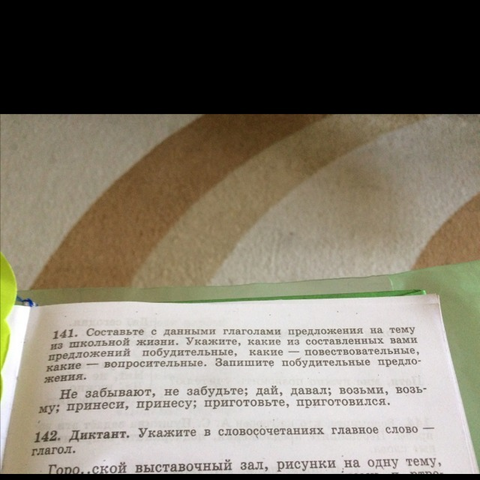 141. Составьте с данными глаголами предложения на тему
из школьной жизни. Укажите, какие из составленных вами
предложений побудительные, какие — повествовательные,
какие — вопросительные. Запишите побудительные предло-
жения.
Не забывают, не забудьте; дай, давал; возьми, возь-
му; принеси, принесу; приготовьте, приготовился.
142. Диктант. Укажите в словосочетаниях главное слово —
глагол.
Горо..ской выставочный зал, рисунки на одну тему,